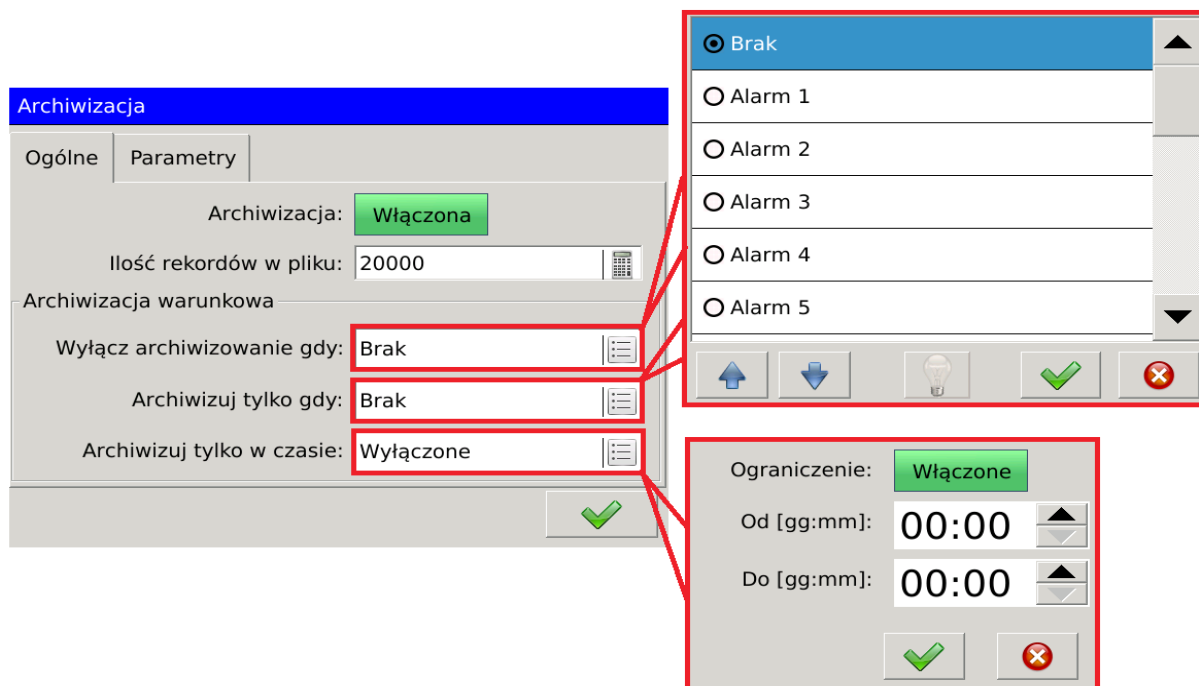 Archiwizacja
Ogólne
Parametry
Archiwizacja:
Włączona
Ilość rekordów w pliku:
20000
Archiwizacja warunkowa
Wyłącz archiwizowanie gdy:
Brak
Archiwizuj tylko gdy:
Brak
Archiwizuj tylko w czasie:
Wyłączone
Brak
Alarm 1
Alarm 2
Alarm 3
Alarm 4
Alarm 5
Ograniczenie:
Włączone
Od [gg:mm]:
00:00
Do [gg:mm]:
00:00